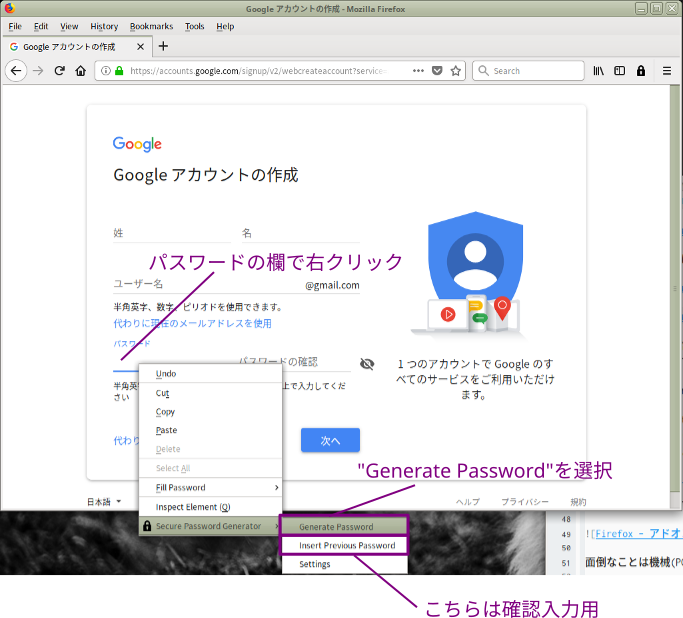 Google アカウントの作成 - Mozilla Firefox
File Edit View History Bookmarks Tools Help
Google アカウントの作成
https://accounts.google.com/signup/v2/webcreateaccount?service=
Search
Google
Google アカウントの作成
姓 名
パスワードの欄で右クリック
ユーザー名 @gmail.com
半角英字、数字、ピリオドを使用できます。
代わりに現在のメールアドレスを使用
パスワード
パスワードの確認
半角英 上で入力してくだ
さい
1 つのアカウントで Google のす
べてのサービスをご利用いただけ
ます。
代わり
次へ
Undo
Cut
Copy
Paste
Delete
Select All
Fill Password
Inspect Element (Q)
Secure Password Generator
"Generate Password"を選択
日本語
ヘルプ プライバシー 規約
Generate Password
Insert Previous Password
Settings
48
49 ![Firefox - アドオ
50
51 面倒なことは機械(PC
こちらは確認入力用